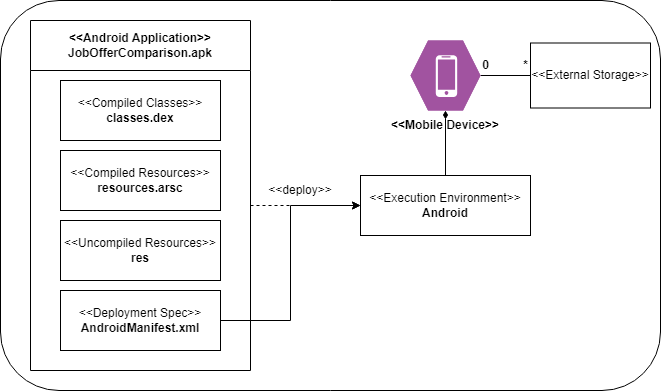 <<Android Application>>
JobOfferComparison.apk
<<Compiled Classes>>
classes.dex
<<Compiled Resources>>
resources.arsc
<<Uncompiled Resources>>
res
<<Deployment Spec>>
AndroidManifest.xml
<<deploy>>
<<Mobile Device>>
0
*
<<External Storage>>
<<Execution Environment>>
Android